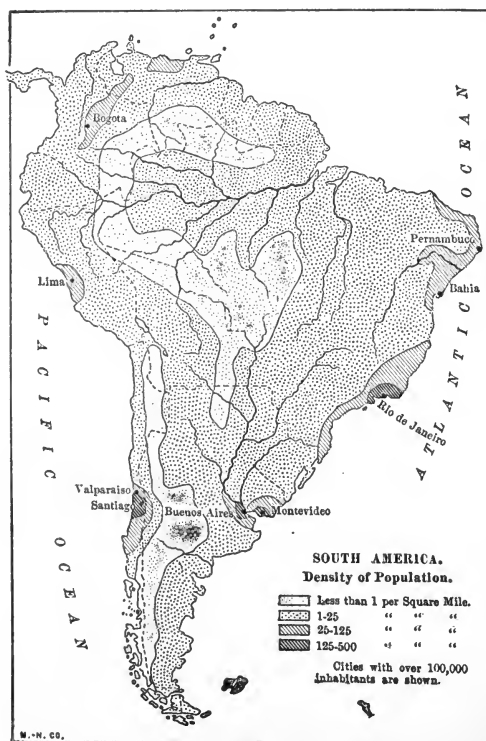 Bogota
Pernambuco
Bahia
Lima
Rio de Janeiro
Valparaiso
Santiag
Buenos Aires
Montevideo
PACIFIC OCEAN
ATLANTIC OCEAN
SOUTH AMERICA.
Density of Population.
Less than 1 per Square Mile.
1-25 " " "
25-125 " " "
125-500 " " "
Cities with over 100,000
inhabitants are shown.
M.-N. CO.